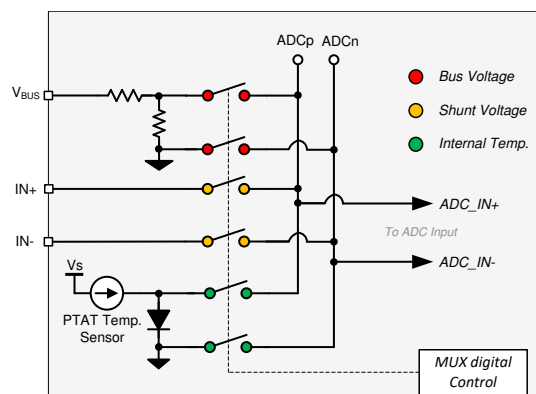 ADCp ADCn
VBUS
Bus Voltage
Shunt Voltage
Internal Temp.
IN+
ADC_IN+
To ADC Input
IN-
ADC_IN-
Vs
PTAT Temp.
Sensor
MUX digital
Control